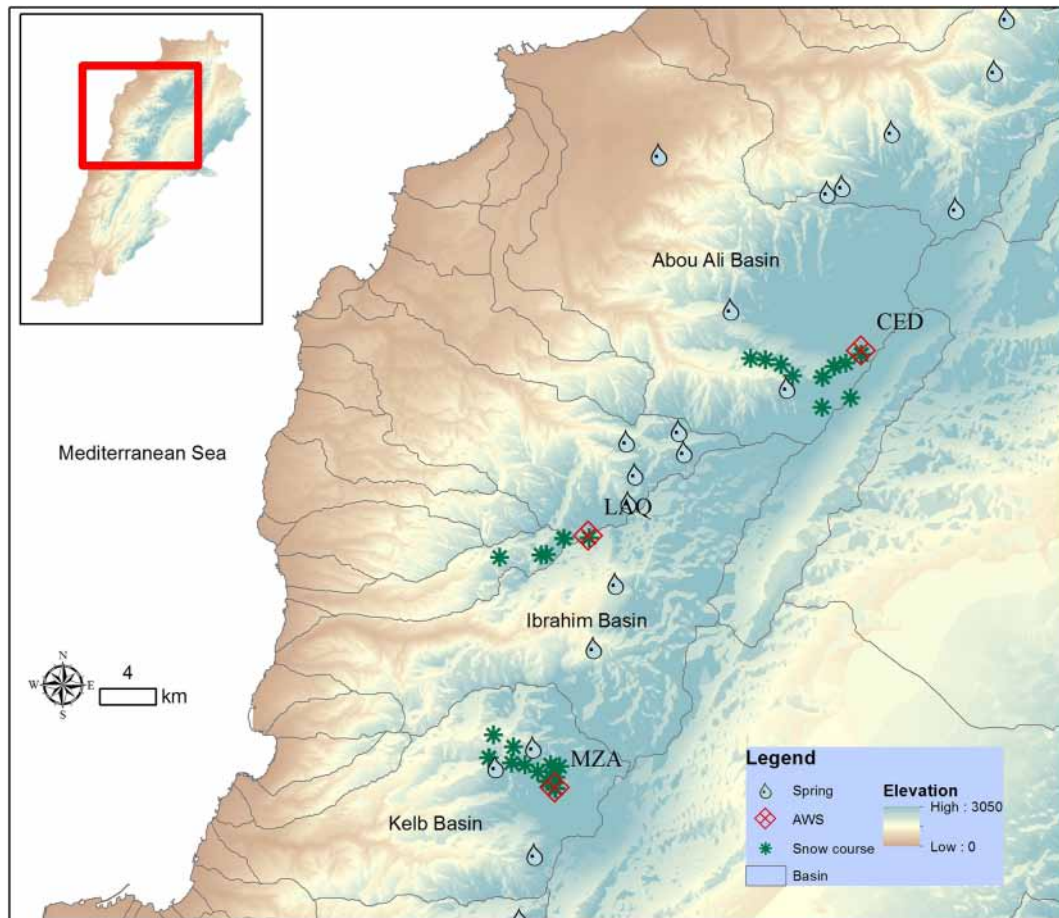 Abou Ali Basin
CED
Mediterranean Sea
LAQ
Ibrahim Basin
N
W
E
S
4
km
MZA
Kelb Basin
Legend
Spring
AWS
Snow course
Basin
Elevation
High : 3050
Low : 0